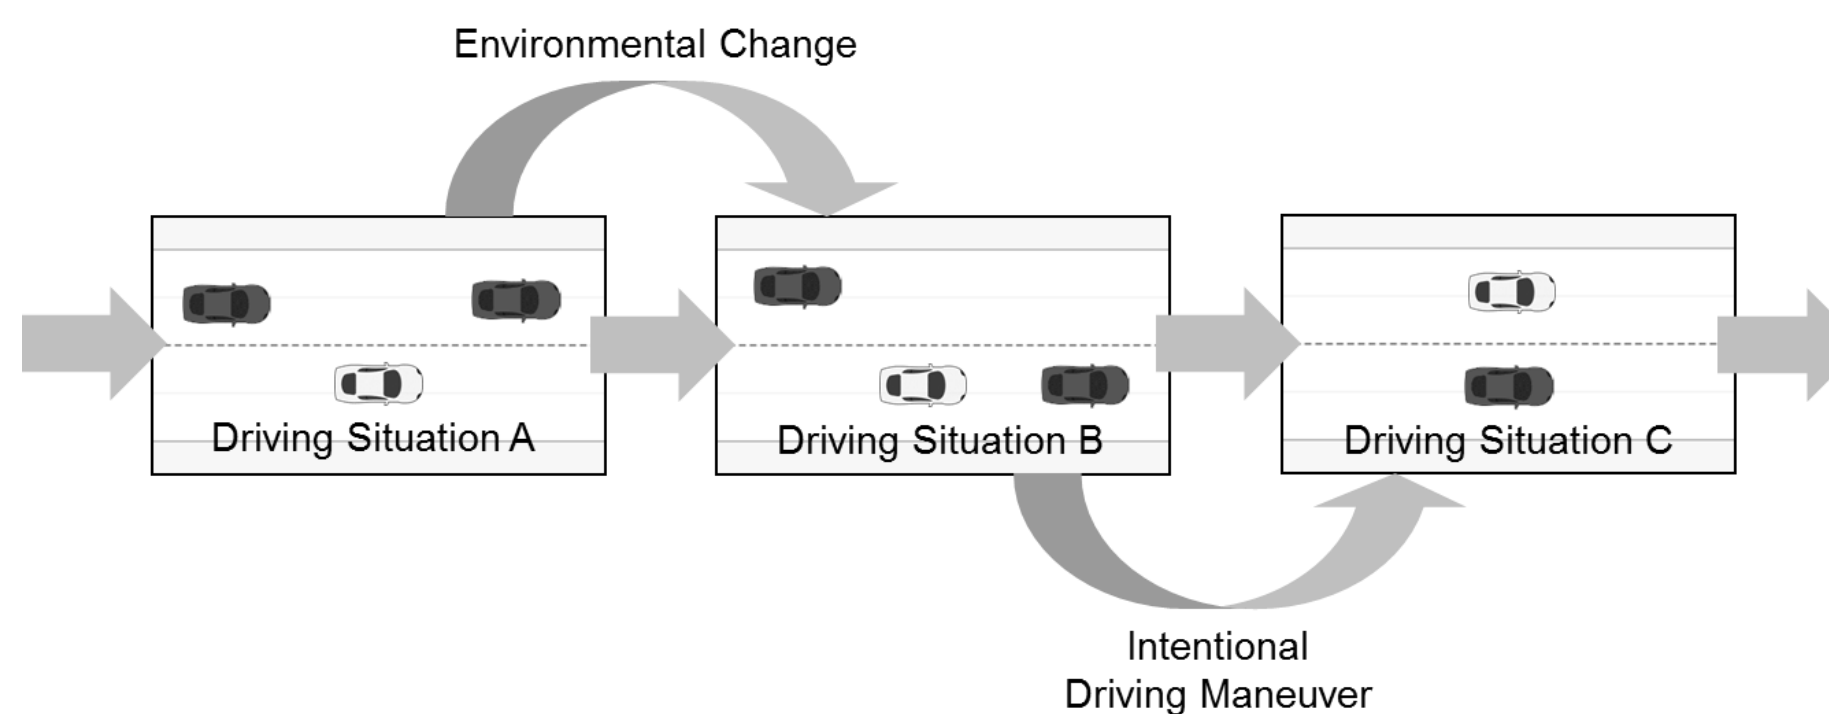 Environmental Change
Driving Situation A
Driving Situation B
Driving Situation C
Intentional
Driving Maneuver